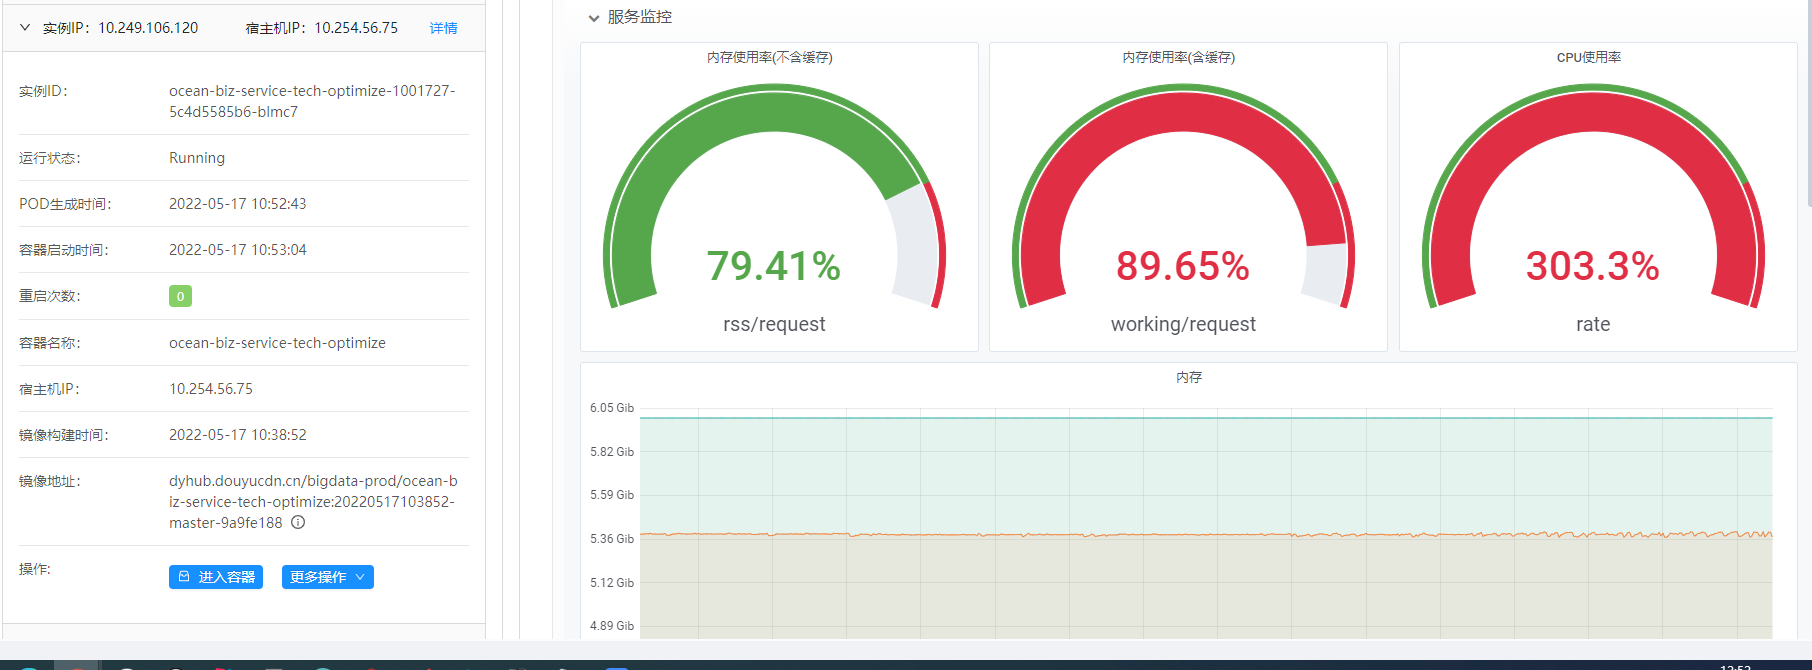 实例IP：10.249.106.120 宿主机IP：10.254.56.75 详情
实例ID：
ocean-biz-service-tech-optimize-1001727-
5c4d5585b6-blmc7
运行状态：
Running
POD生成时间：
2022-05-17 10:52:43
容器启动时间：
2022-05-17 10:53:04
重启次数：
0
容器名称：
ocean-biz-service-tech-optimize
宿主机IP：
10.254.56.75
镜像构建时间：
2022-05-17 10:38:52
镜像地址：
dyhub.douyucdn.cn/bigdata-prod/ocean-b
iz-service-tech-optimize:20220517103852-
master-9a9fe188
操作：
进入容器 更多操作
服务监控
内存使用率(不含缓存)
79.41%
rss/request
内存使用率(含缓存)
89.65%
working/request
CPU使用率
303.3%
rate
内存
6.05 Gib
5.82 Gib
5.59 Gib
5.36 Gib
5.12 Gib
4.89 Gib